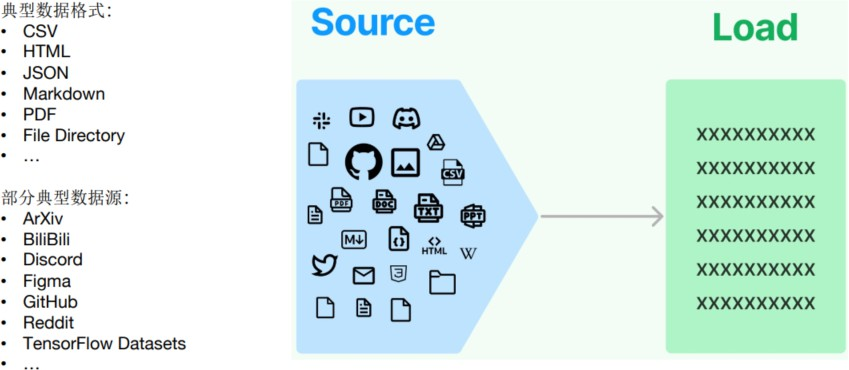 典型数据格式：
• CSV
• HTML
• JSON
• Markdown
• PDF
• File Directory
• …
部分典型数据源：
• ArXiv
• BiliBili
• Discord
• Figma
• GitHub
• Reddit
• TensorFlow Datasets
• …
Source
CSV
PDF
DOC
TXT
PPT
M
{}
<>
HTML
W
3
Load
XXXXXXXXXX
XXXXXXXXXX
XXXXXXXXXX
XXXXXXXXXX
XXXXXXXXXX
XXXXXXXXXX